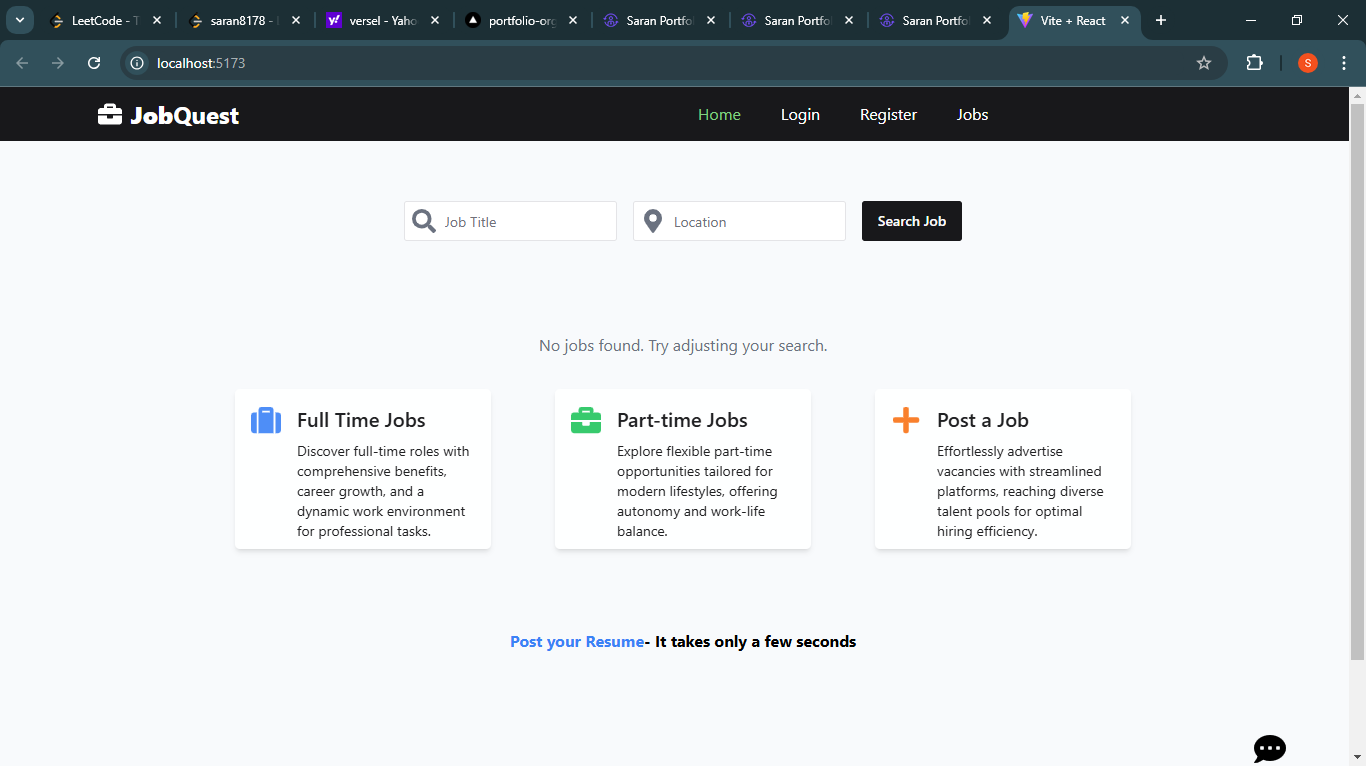 LeetCode - T
saran8178 -
versel - Yaho
portfolio-org
Saran Portfol
Saran Portfol
Saran Portfol
Vite + React
localhost:5173
S
JobQuest
Home
Login
Register
Jobs
Job Title
Location
Search Job
No jobs found. Try adjusting your search.
Full Time Jobs
Discover full-time roles with
comprehensive benefits,
career growth, and a
dynamic work environment
for professional tasks.
Part-time Jobs
Explore flexible part-time
opportunities tailored for
modern lifestyles, offering
autonomy and work-life
balance.
Post a Job
Effortlessly advertise
vacancies with streamlined
platforms, reaching diverse
talent pools for optimal
hiring efficiency.
Post your Resume- It takes only a few seconds